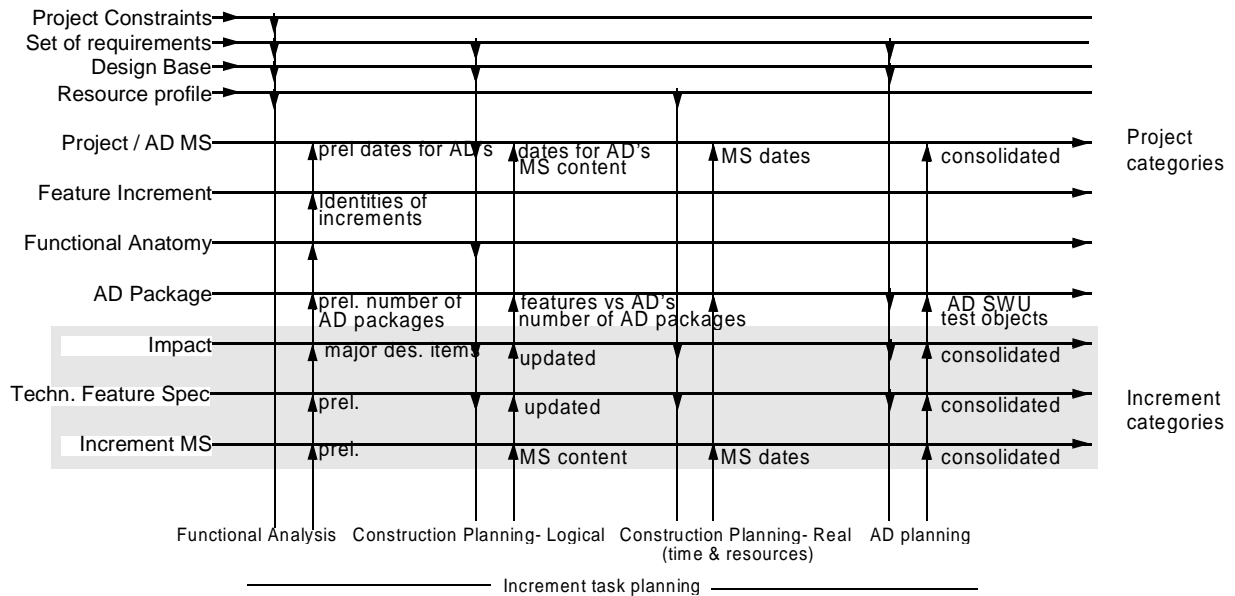 Project Constraints
Set of requirements
Design Base
Resource profile
Project / AD MS
prel dates for AD's
dates for AD's
MS content
MS dates
consolidated
Project
categories
Feature Increment
Identities of
increments
Functional Anatomy
AD Package
prel. number of
AD packages
features vs AD's
number of AD packages
AD SWU
test objects
Impact
major des. items
updated
consolidated
Techn. Feature Spec
prel.
updated
consolidated
Increment
categories
Increment MS
prel.
MS content
MS dates
consolidated
Functional Analysis
Construction Planning- Logical
Construction Planning- Real
(time & resources)
AD planning
Increment task planning